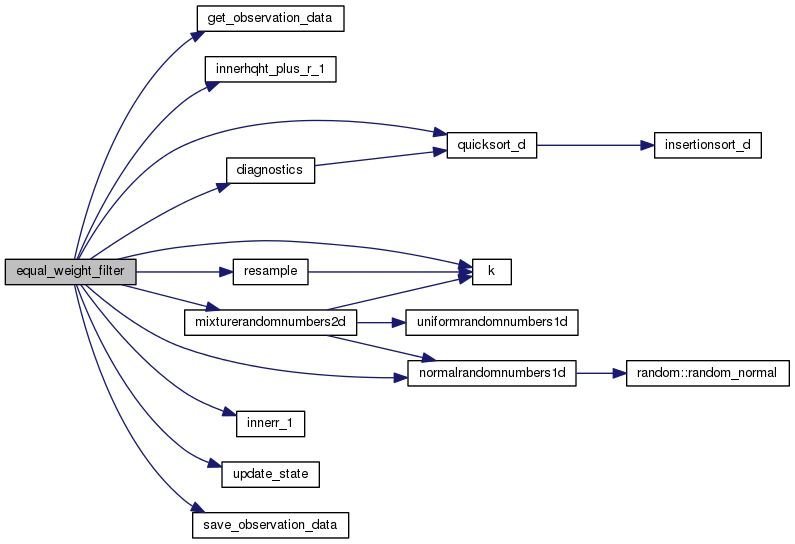 get_observation_data
innerhqht_plus_r_1
quicksort_d
insertionsort_d
diagnostics
equal_weight_filter
resample
k
mixturerandomnumbers2d
uniformrandomnumbers1d
normalrandomnumbers1d
random::random_normal
innerr_1
update_state
save_observation_data